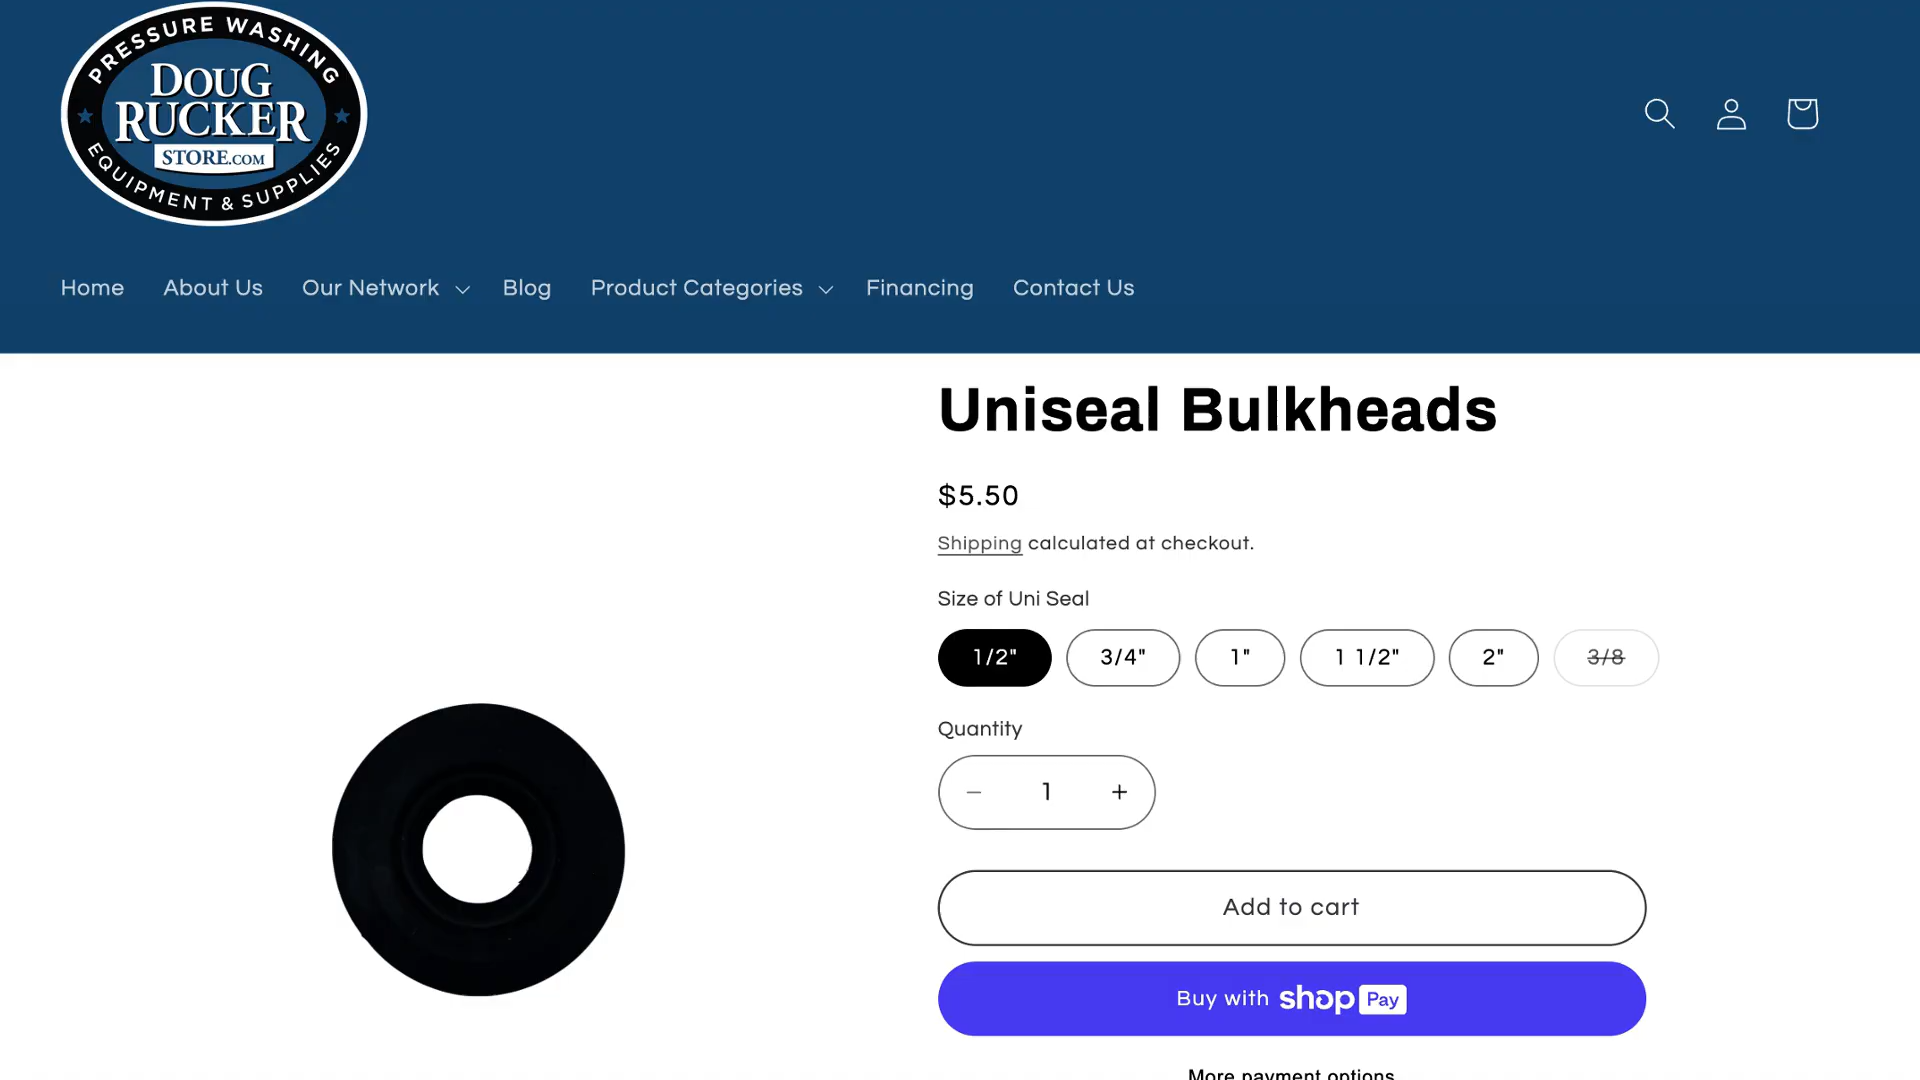 PRESSURE WASHING
DOUG
RUCKER
STORE.COM
EQUIPMENT & SUPPLIES
Home About Us Our Network Blog Product Categories Financing Contact Us
Uniseal Bulkheads
$5.50
Shipping calculated at checkout.
Size of Uni Seal
1/2" 3/4" 1" 1 1/2" 2" 3/8
Quantity
− 1 +
Add to cart
Buy with shop Pay
More payment options